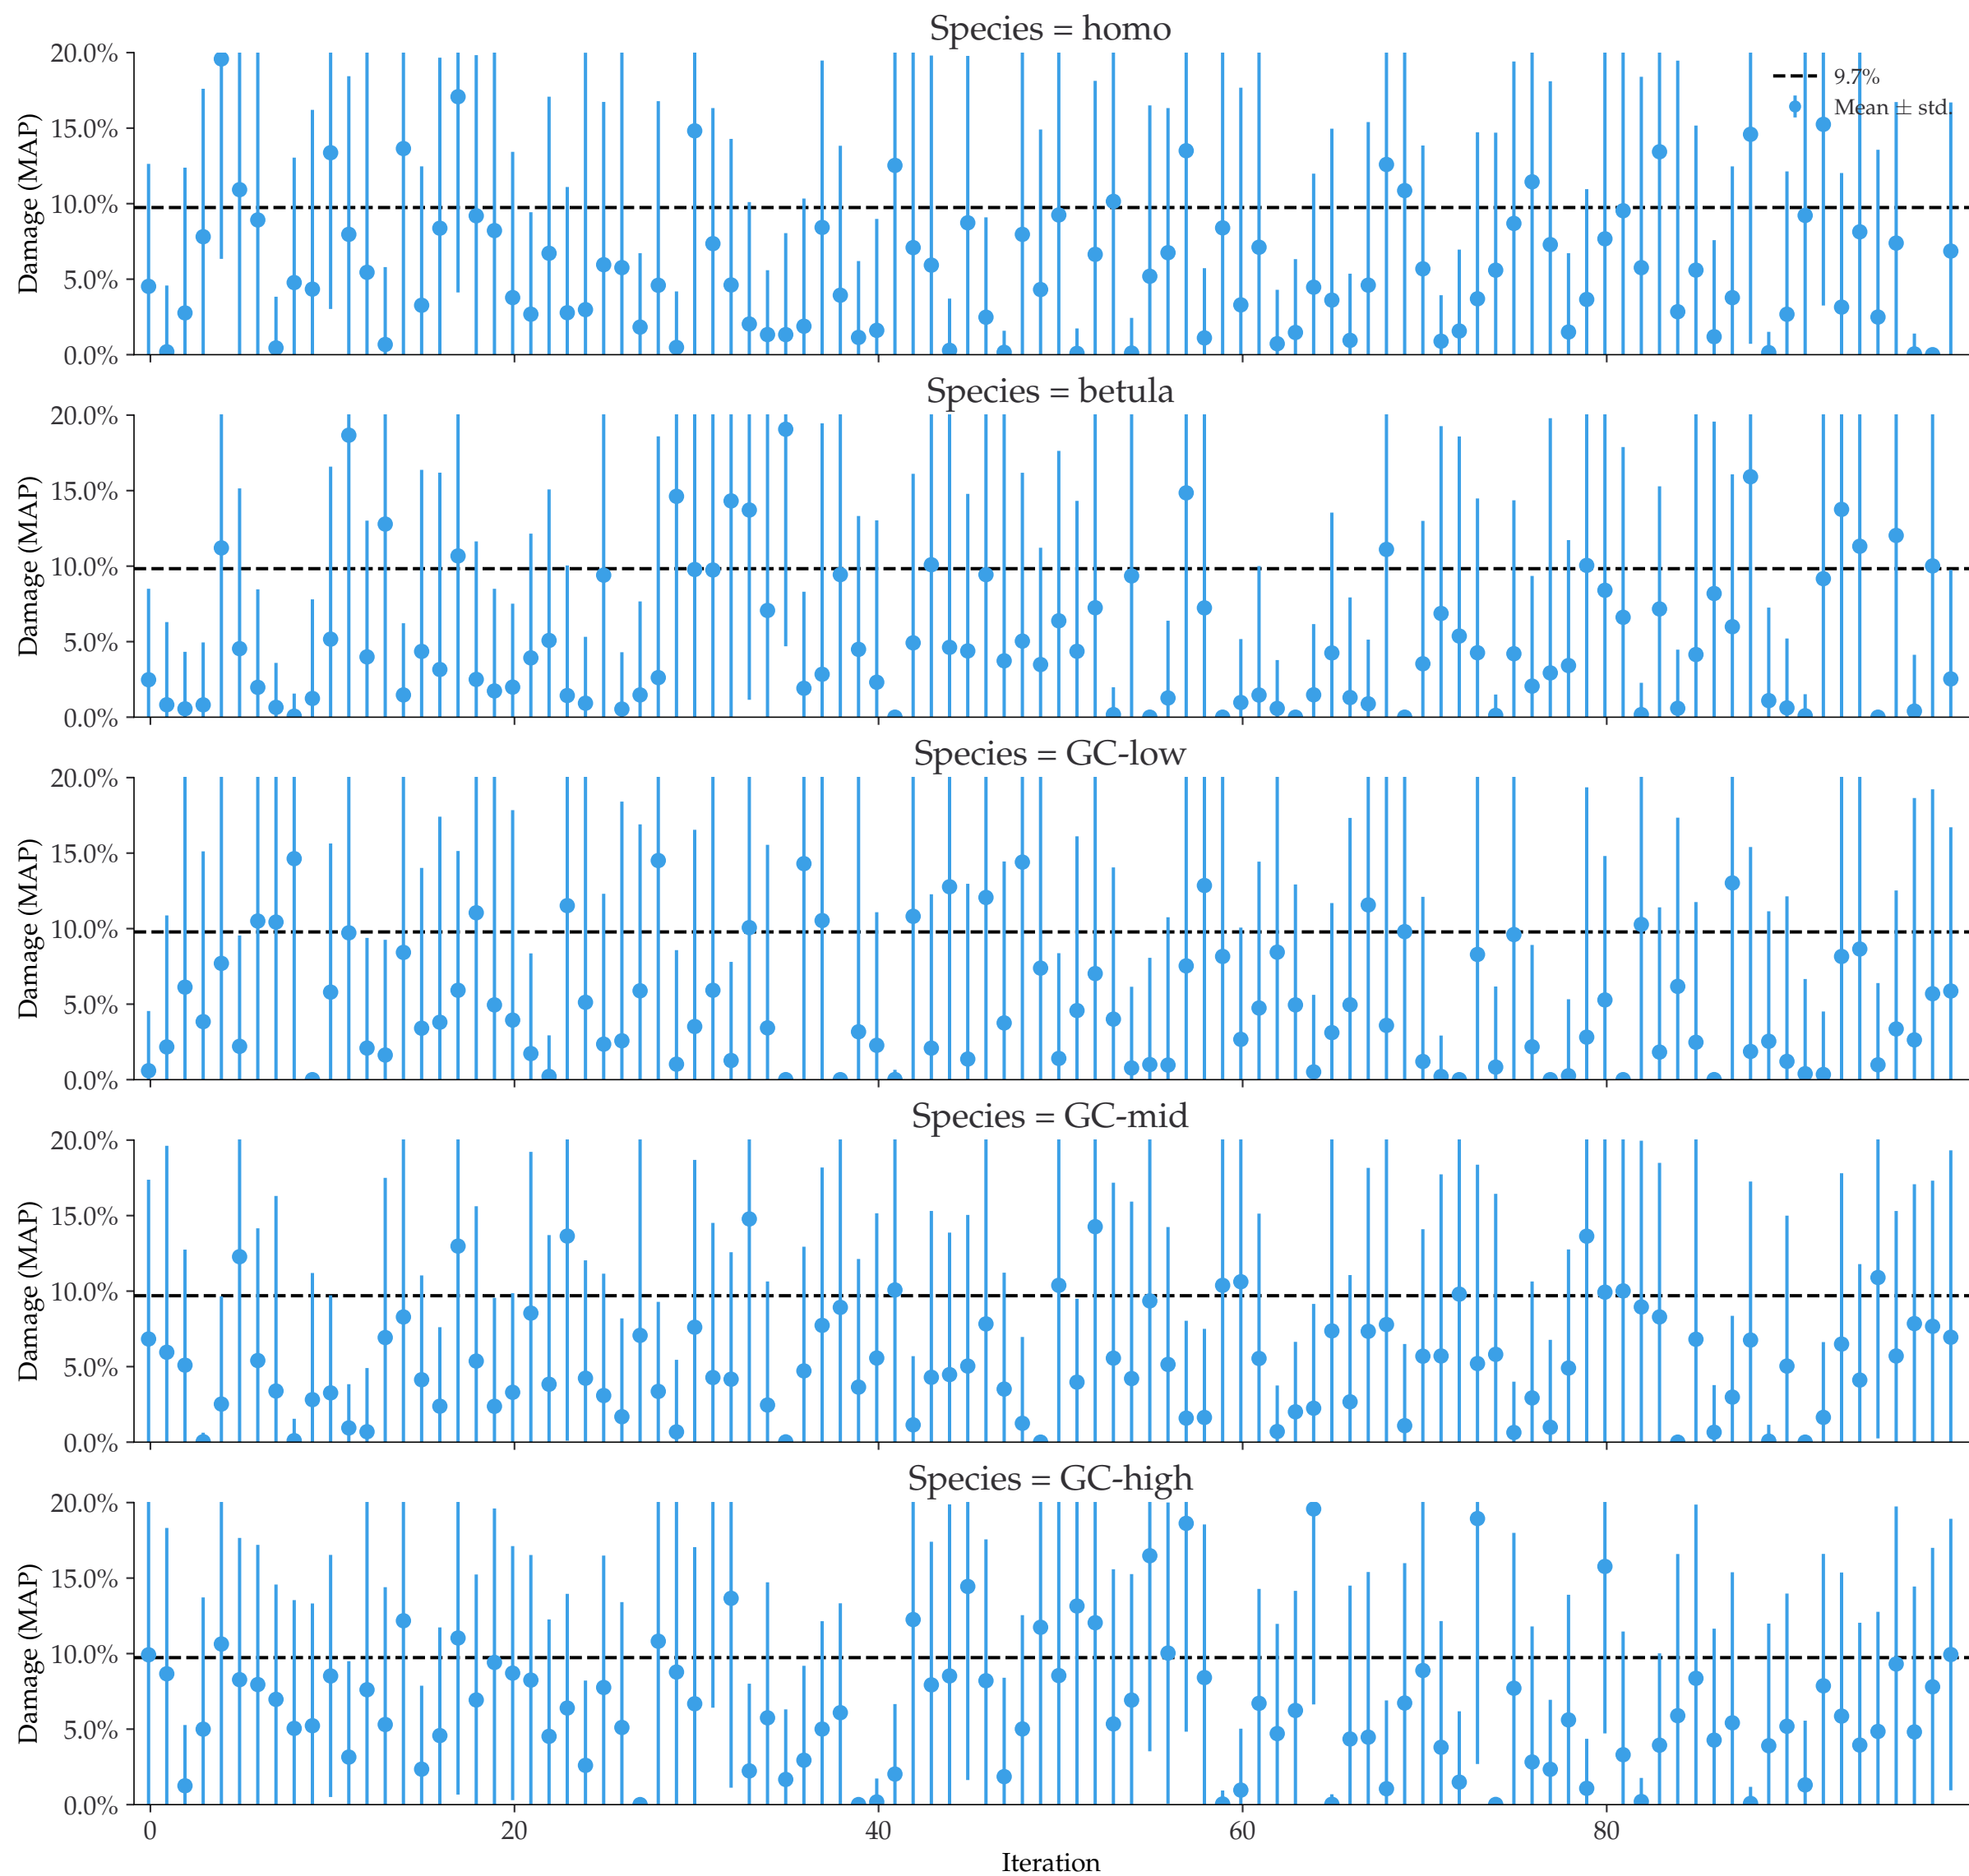 Species = homo
20.0%
15.0%
10.0%
5.0%
0.0%
Damage (MAP)
9.7%
Mean ± std.
Species = betula
20.0%
15.0%
10.0%
5.0%
0.0%
Damage (MAP)
Species = GC-low
20.0%
15.0%
10.0%
5.0%
0.0%
Damage (MAP)
Species = GC-mid
20.0%
15.0%
10.0%
5.0%
0.0%
Damage (MAP)
Species = GC-high
20.0%
15.0%
10.0%
5.0%
0.0%
Damage (MAP)
0 20 40 60 80
Iteration